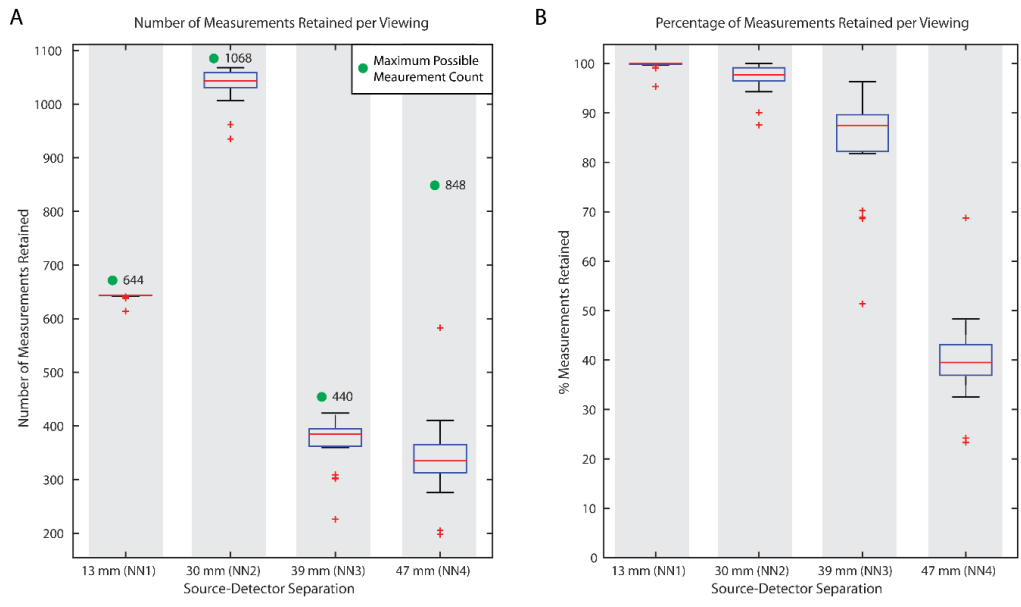 A
Number of Measurements Retained per Viewing
1100
1000
900
800
700
600
500
400
300
200
Number of Measurements Retained
Maximum Possible
Meaurement Count
644
1068
440
848
13 mm (NN1)
30 mm (NN2)
39 mm (NN3)
47 mm (NN4)
Source-Detector Separation
B
Percentage of Measurements Retained per Viewing
100
90
80
70
60
50
40
30
20
10
0
% Measurements Retained
13 mm (NN1)
30 mm (NN2)
39 mm (NN3)
47 mm (NN4)
Source-Detector Separation